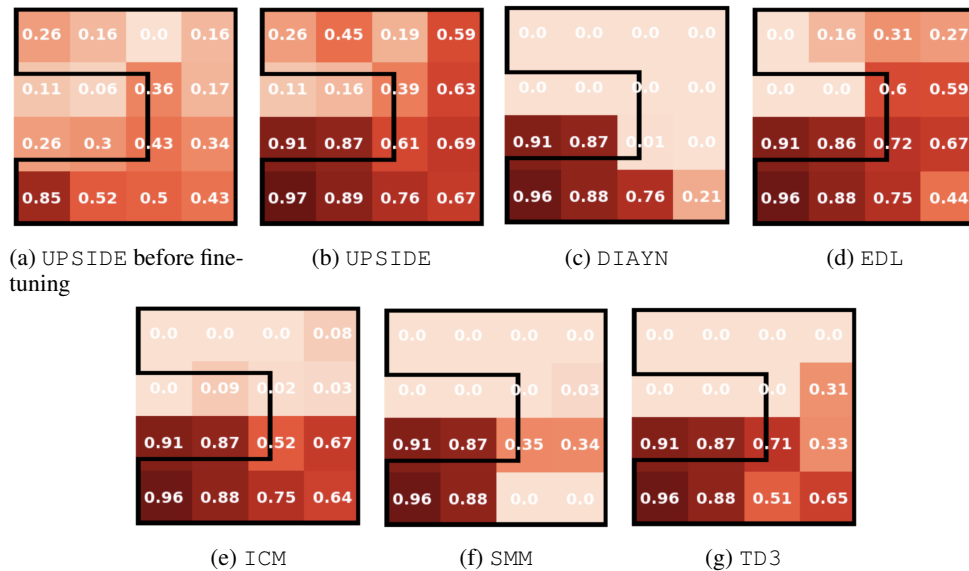 0.26 0.16 0.0 0.16
0.11 0.06 0.36 0.17
0.26 0.3 0.43 0.34
0.85 0.52 0.5 0.43
(a) UPSIDE before fine-
tuning
0.26 0.45 0.19 0.59
0.11 0.16 0.39 0.63
0.91 0.87 0.61 0.69
0.97 0.89 0.76 0.67
(b) UPSIDE
0.0 0.0 0.0 0.0
0.0 0.0 0.0 0.0
0.91 0.87 0.01 0.0
0.96 0.88 0.76 0.21
(c) DIAYN
0.0 0.16 0.31 0.27
0.0 0.0 0.6 0.59
0.91 0.86 0.72 0.67
0.96 0.88 0.75 0.44
(d) EDL
0.0 0.0 0.0 0.08
0.0 0.09 0.02 0.03
0.91 0.87 0.52 0.67
0.96 0.88 0.75 0.64
(e) ICM
0.0 0.0 0.0 0.0
0.0 0.0 0.0 0.03
0.91 0.87 0.35 0.34
0.96 0.88 0.0 0.0
(f) SMM
0.0 0.0 0.0 0.0
0.0 0.0 0.0 0.31
0.91 0.87 0.71 0.33
0.96 0.88 0.51 0.65
(g) TD3